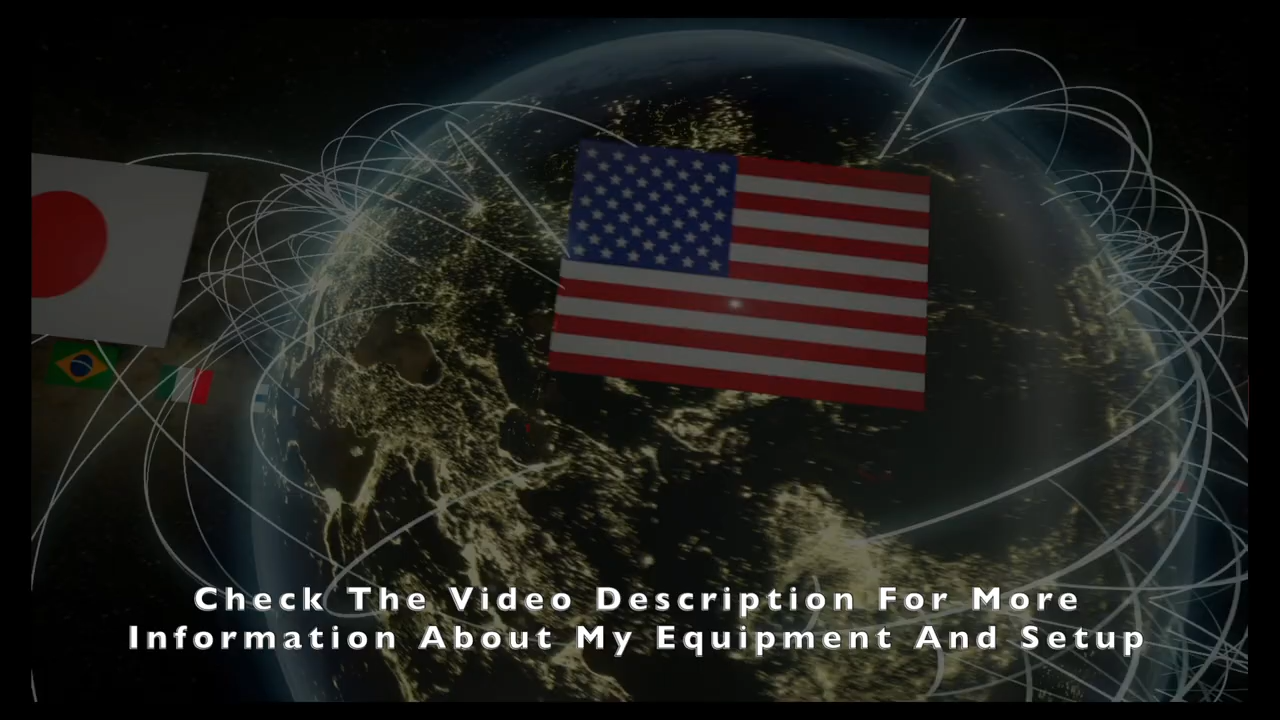 Check The Video Description For More
Information About My Equipment And Setup